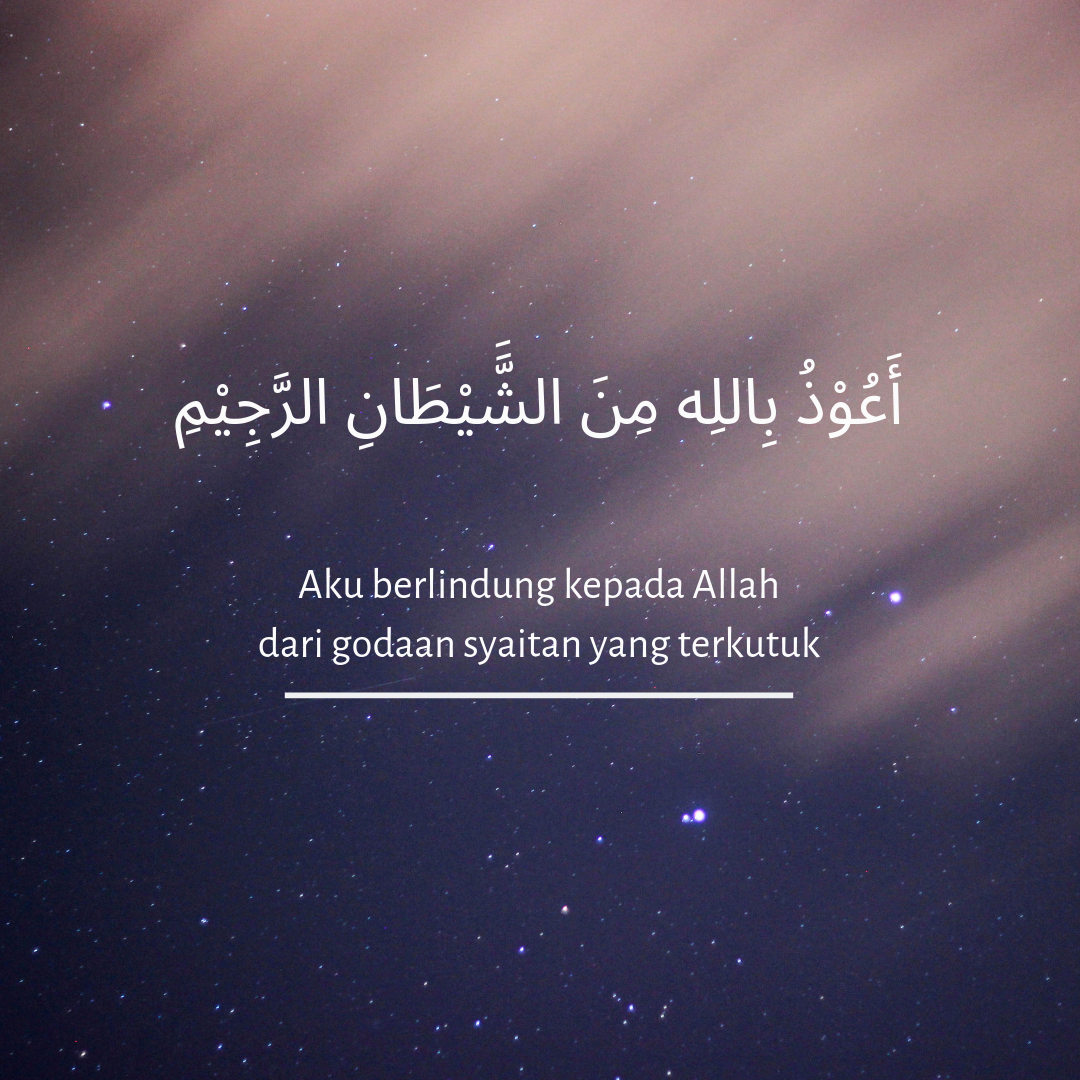 أَعُوْذُ بِاللِه مِنَ الشََّّيْطَانِ الرَّجِيْمِ
Aku berlindung kepada Allah
dari godaan syaitan yang terkutuk